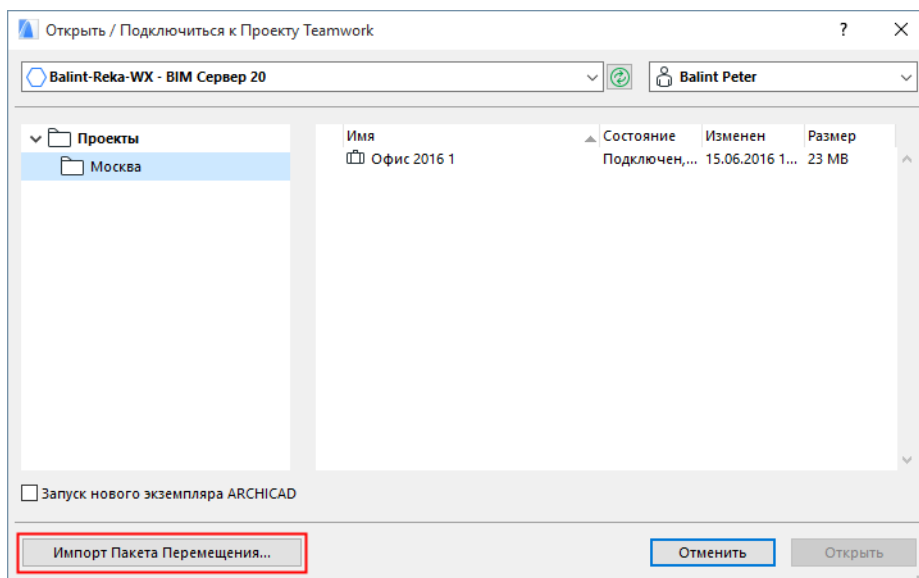 Открыть / Подключиться к Проекту Teamwork ?
Balint-Reka-WX - BIM Сервер 20 Balint Peter
Проекты
Москва
Имя Состояние Изменен Размер
Офис 2016 1 Подключен,... 15.06.2016 1... 23 MB
Запуск нового экземпляра ARCHICAD
Импорт Пакета Перемещения... Отменить Открыть